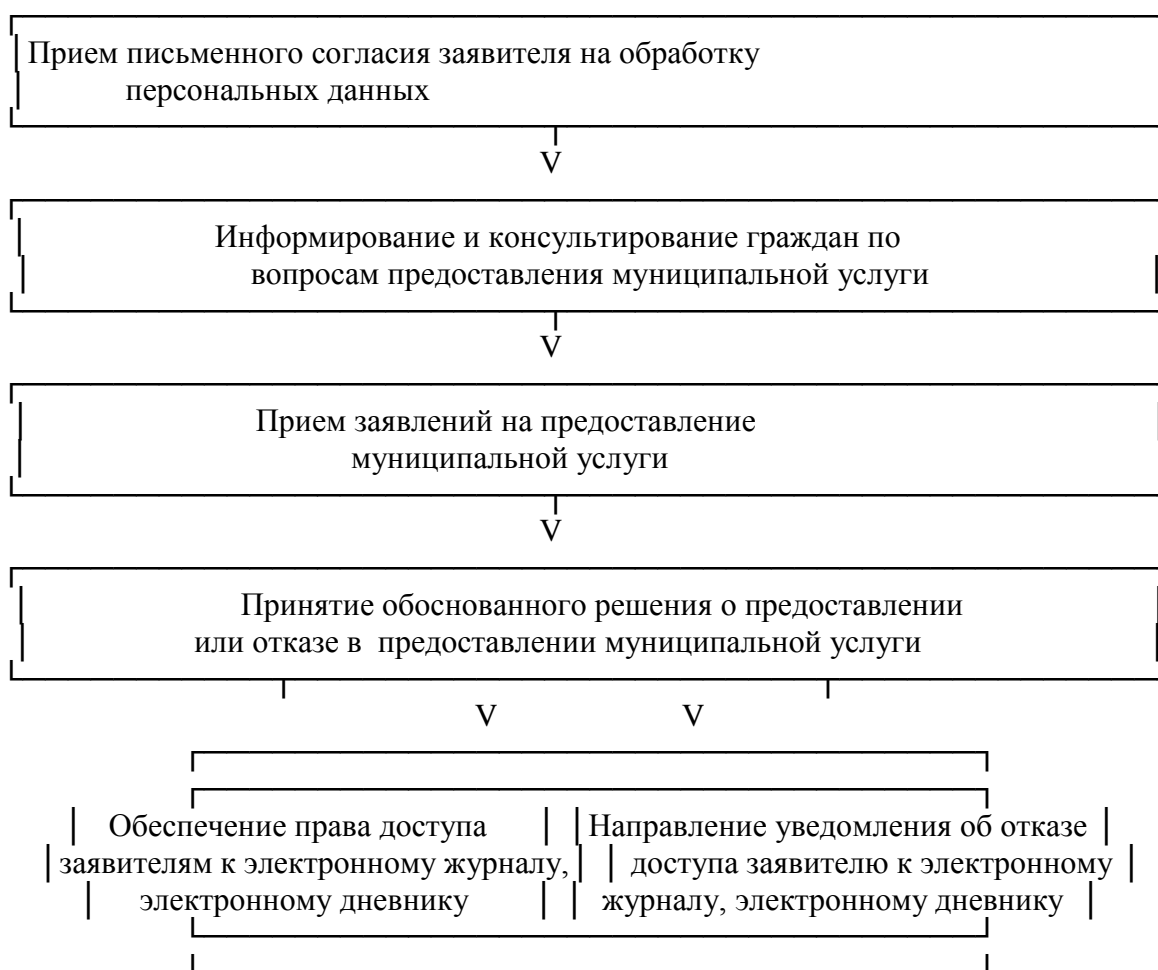 Прием письменного согласия заявителя на обработку
персональных данных
V
Информирование и консультирование граждан по
вопросам предоставления муниципальной услуги
V
Прием заявлений на предоставление
муниципальной услуги
V
Принятие обоснованного решения о предоставлении
или отказе в предоставлении муниципальной услуги
V V
Обеспечение права доступа
заявителям к электронному журналу,
электронному дневнику
Направление уведомления об отказе
доступа заявителю к электронному
журналу, электронному дневнику